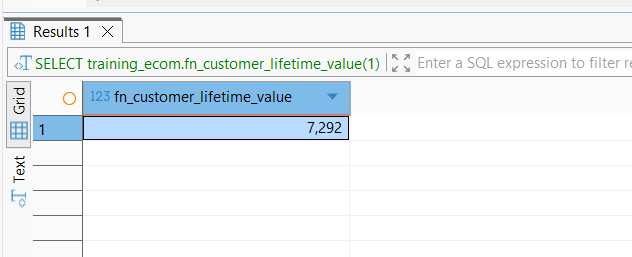 Results 1
SELECT training_ecom.fn_customer_lifetime_value(1)
Enter a SQL expression to filter re
Grid
123 fn_customer_lifetime_value
1
7,292
Text